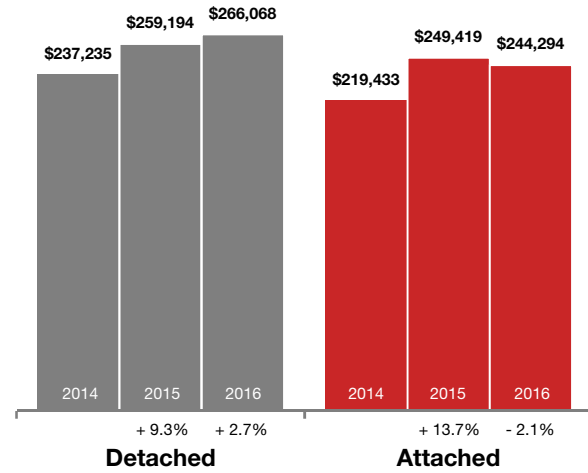 $237,235
$259,194
$266,068
$219,433
$249,419
$244,294
2014 2015 2016 2014 2015 2016
+ 9.3% + 2.7% + 13.7% - 2.1%
Detached Attached